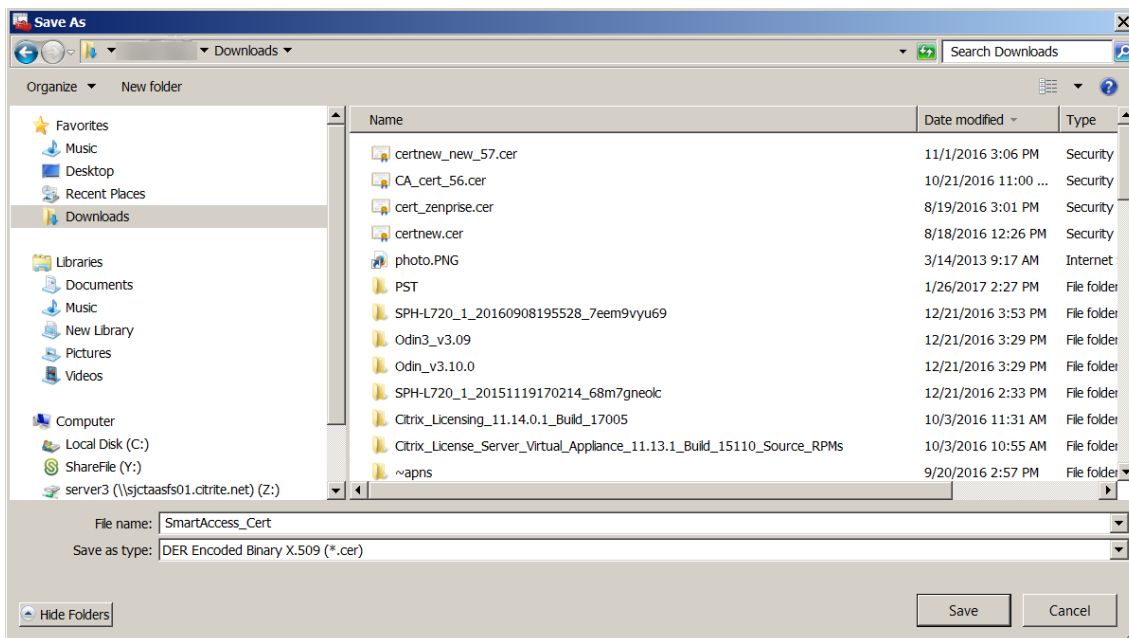 Save As
Downloads
Search Downloads
Organize New folder
Name Date modified Type
Favorites
Music
Desktop
Recent Places
Downloads
Libraries
Documents
Music
New Library
Pictures
Videos
Computer
Local Disk (C:)
ShareFile (Y:)
server3 (\\sjctaasfs01.citrite.net) (Z:)
certnew_new_57.cer 11/1/2016 3:06 PM Security
CA_cert_56.cer 10/21/2016 11:00 ... Security
cert_zenprise.cer 8/19/2016 3:01 PM Security
certnew.cer 8/18/2016 12:26 PM Security
photo.PNG 3/14/2013 9:17 AM Internet
PST 1/26/2017 2:27 PM File folder
SPH-L720_1_20160908195528_7eem9vyu69 12/21/2016 3:53 PM File folder
Odin3_v3.09 12/21/2016 3:29 PM File folder
Odin_v3.10.0 12/21/2016 3:29 PM File folder
SPH-L720_1_20151119170214_68m7gneolc 12/21/2016 2:33 PM File folder
Citrix_Licensing_11.14.0.1_Build_17005 10/3/2016 11:31 AM File folder
Citrix_License_Server_Virtual_Appliance_11.13.1_Build_15110_Source_RPMs 10/3/2016 10:55 AM File folder
~apns 9/20/2016 2:57 PM File folder
File name: SmartAccess_Cert
Save as type: DER Encoded Binary X.509 (*.cer)
Hide Folders Save Cancel